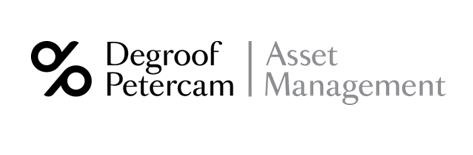 Degroof | Asset
Petercam | Management